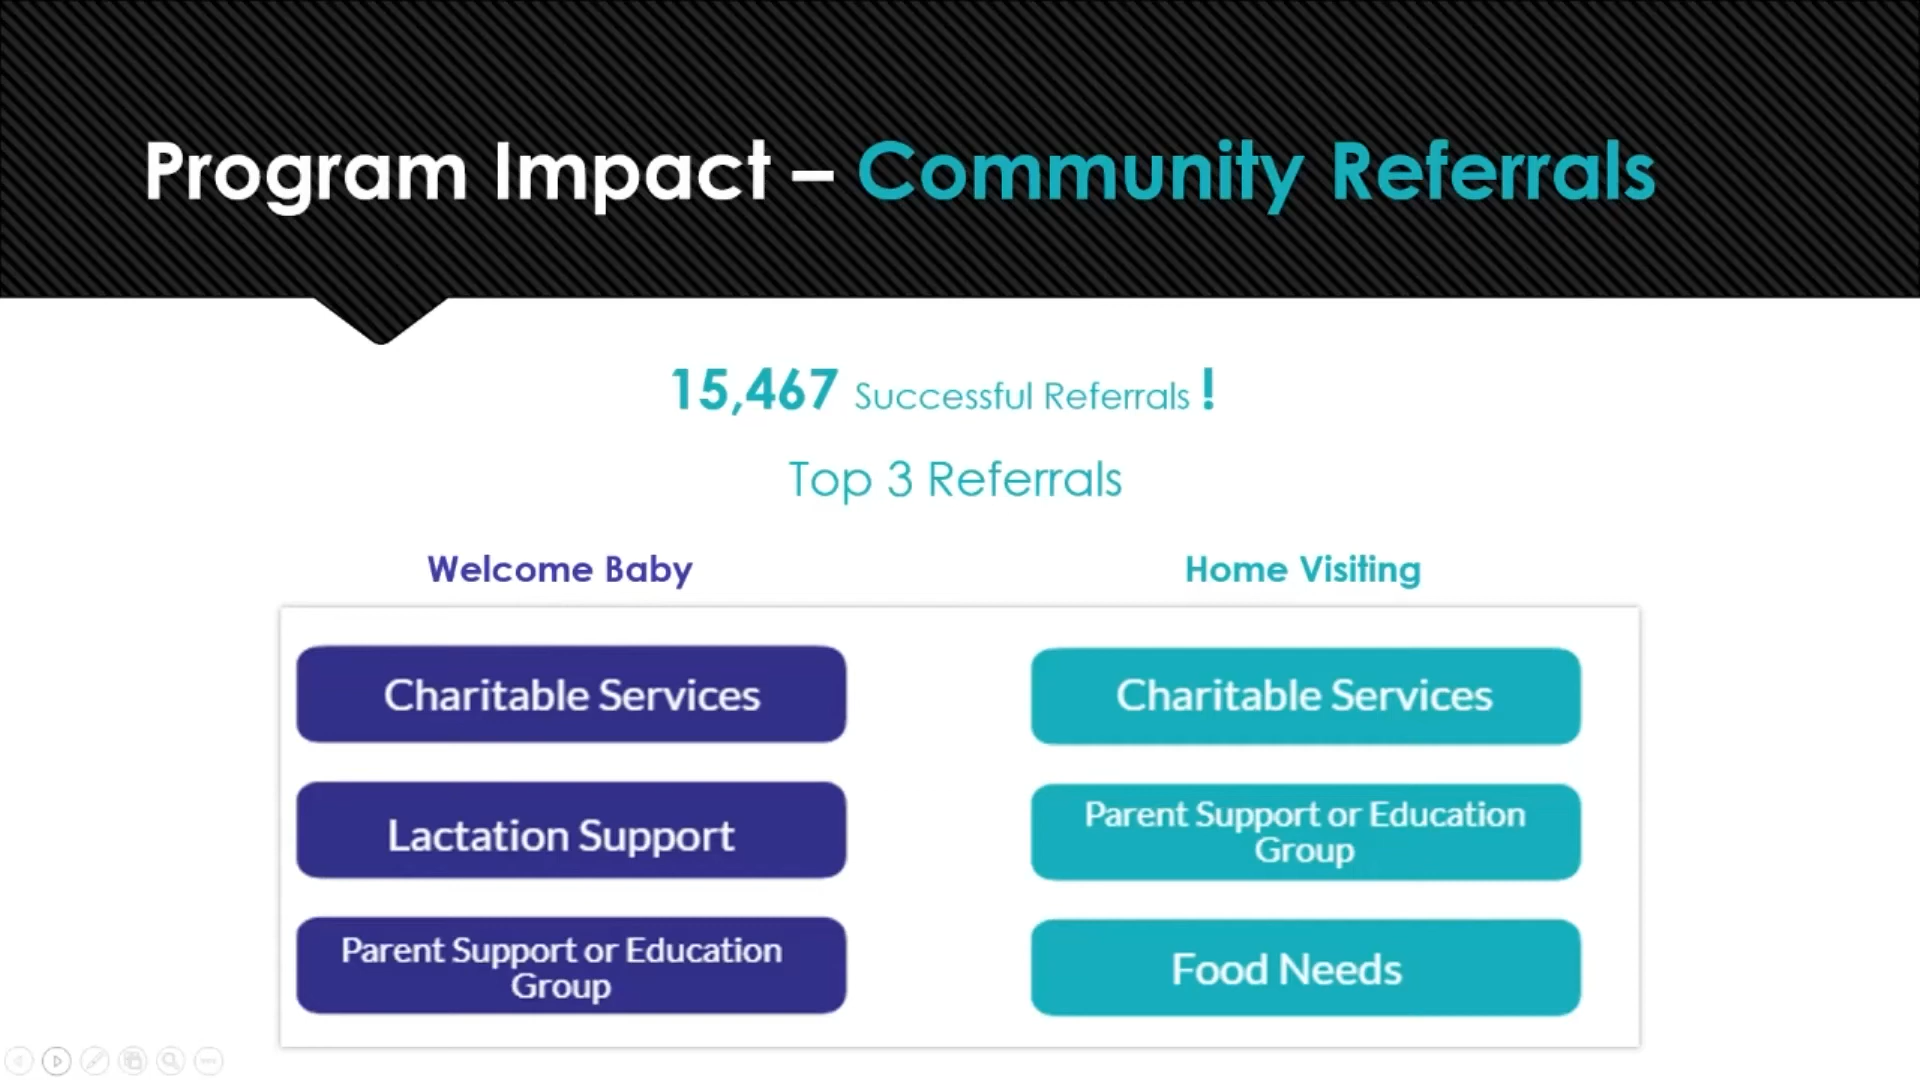 Program Impact – Community Referrals
15,467 Successful Referrals !
Top 3 Referrals
Welcome Baby
Home Visiting
Charitable Services
Charitable Services
Lactation Support
Parent Support or Education
Group
Parent Support or Education
Group
Food Needs